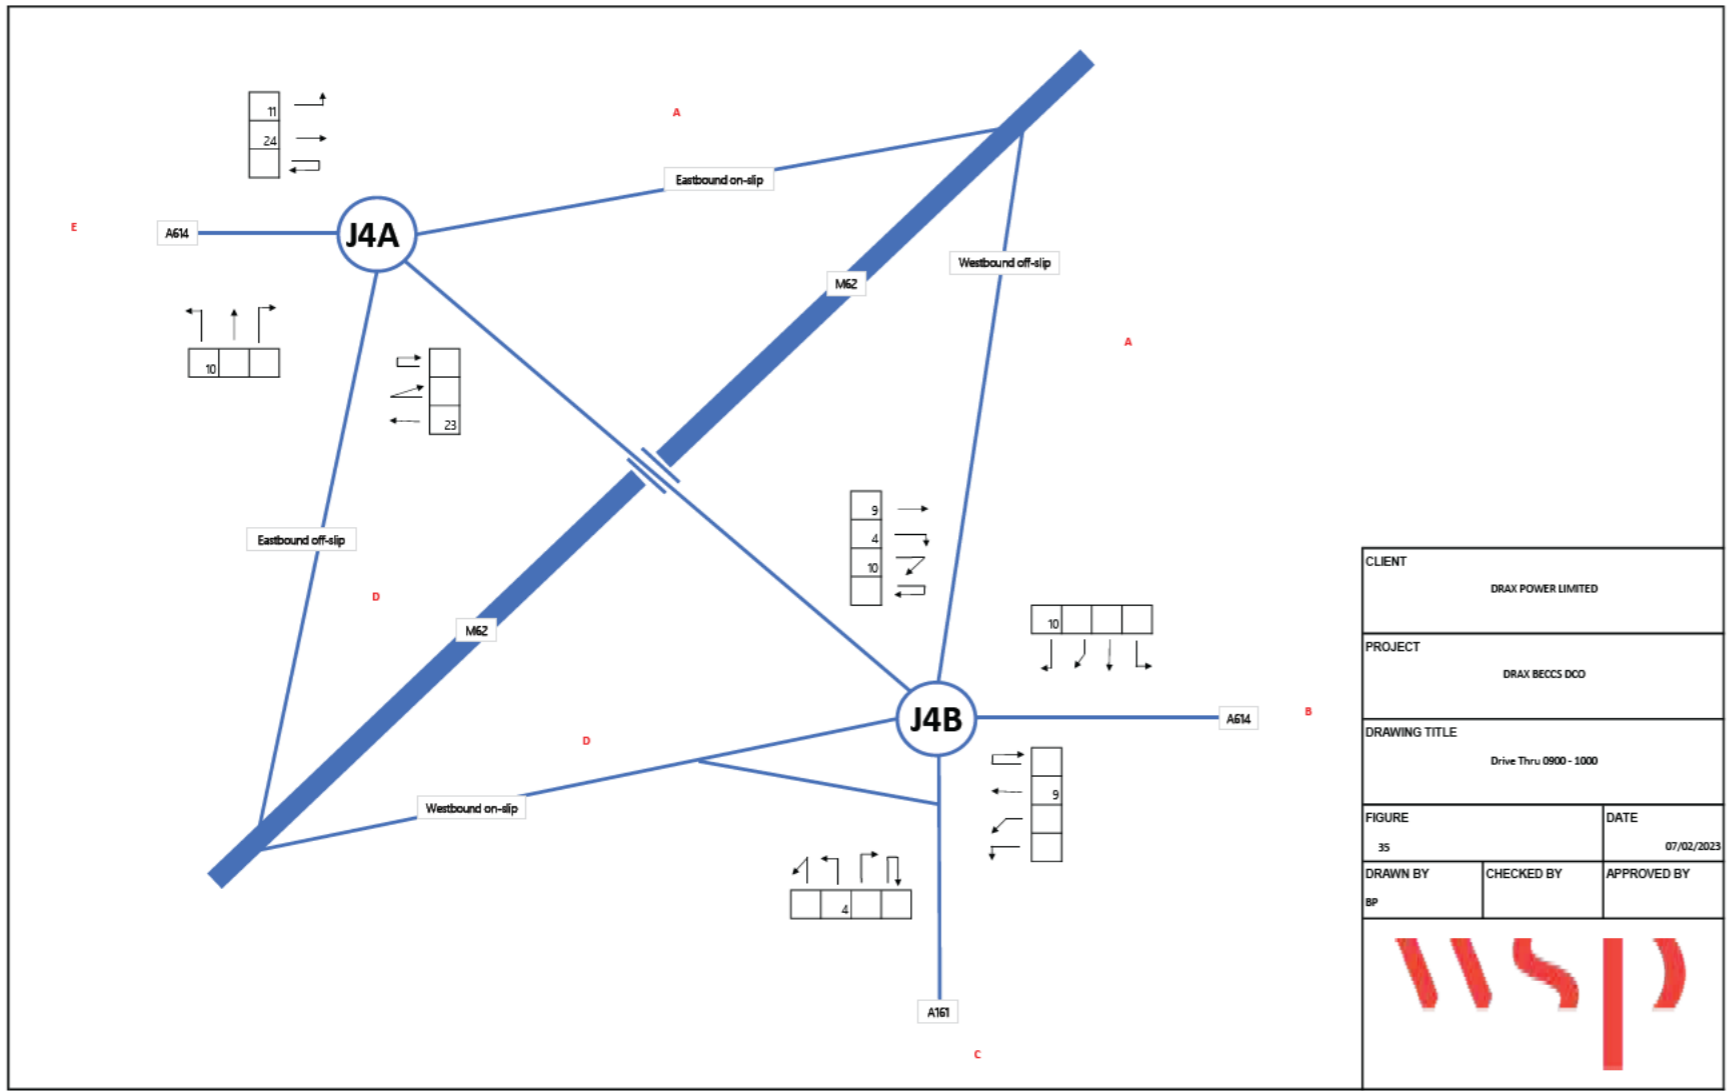 11
24
A
Eastbound on-slip
E
A614
J4A
Westbound off-slip
M62
A
10
23
Eastbound off-slip
D
M62
9
4
10
10
J4B
A614
B
D
Westbound on-slip
9
4
A161
C
CLIENT
DRAX POWER LIMITED
PROJECT
DRAX BECCS DCO
DRAWING TITLE
Drive Thru 0900 - 1000
FIGURE
35
DATE
07/02/2023
DRAWN BY
BP
CHECKED BY
APPROVED BY
wsp